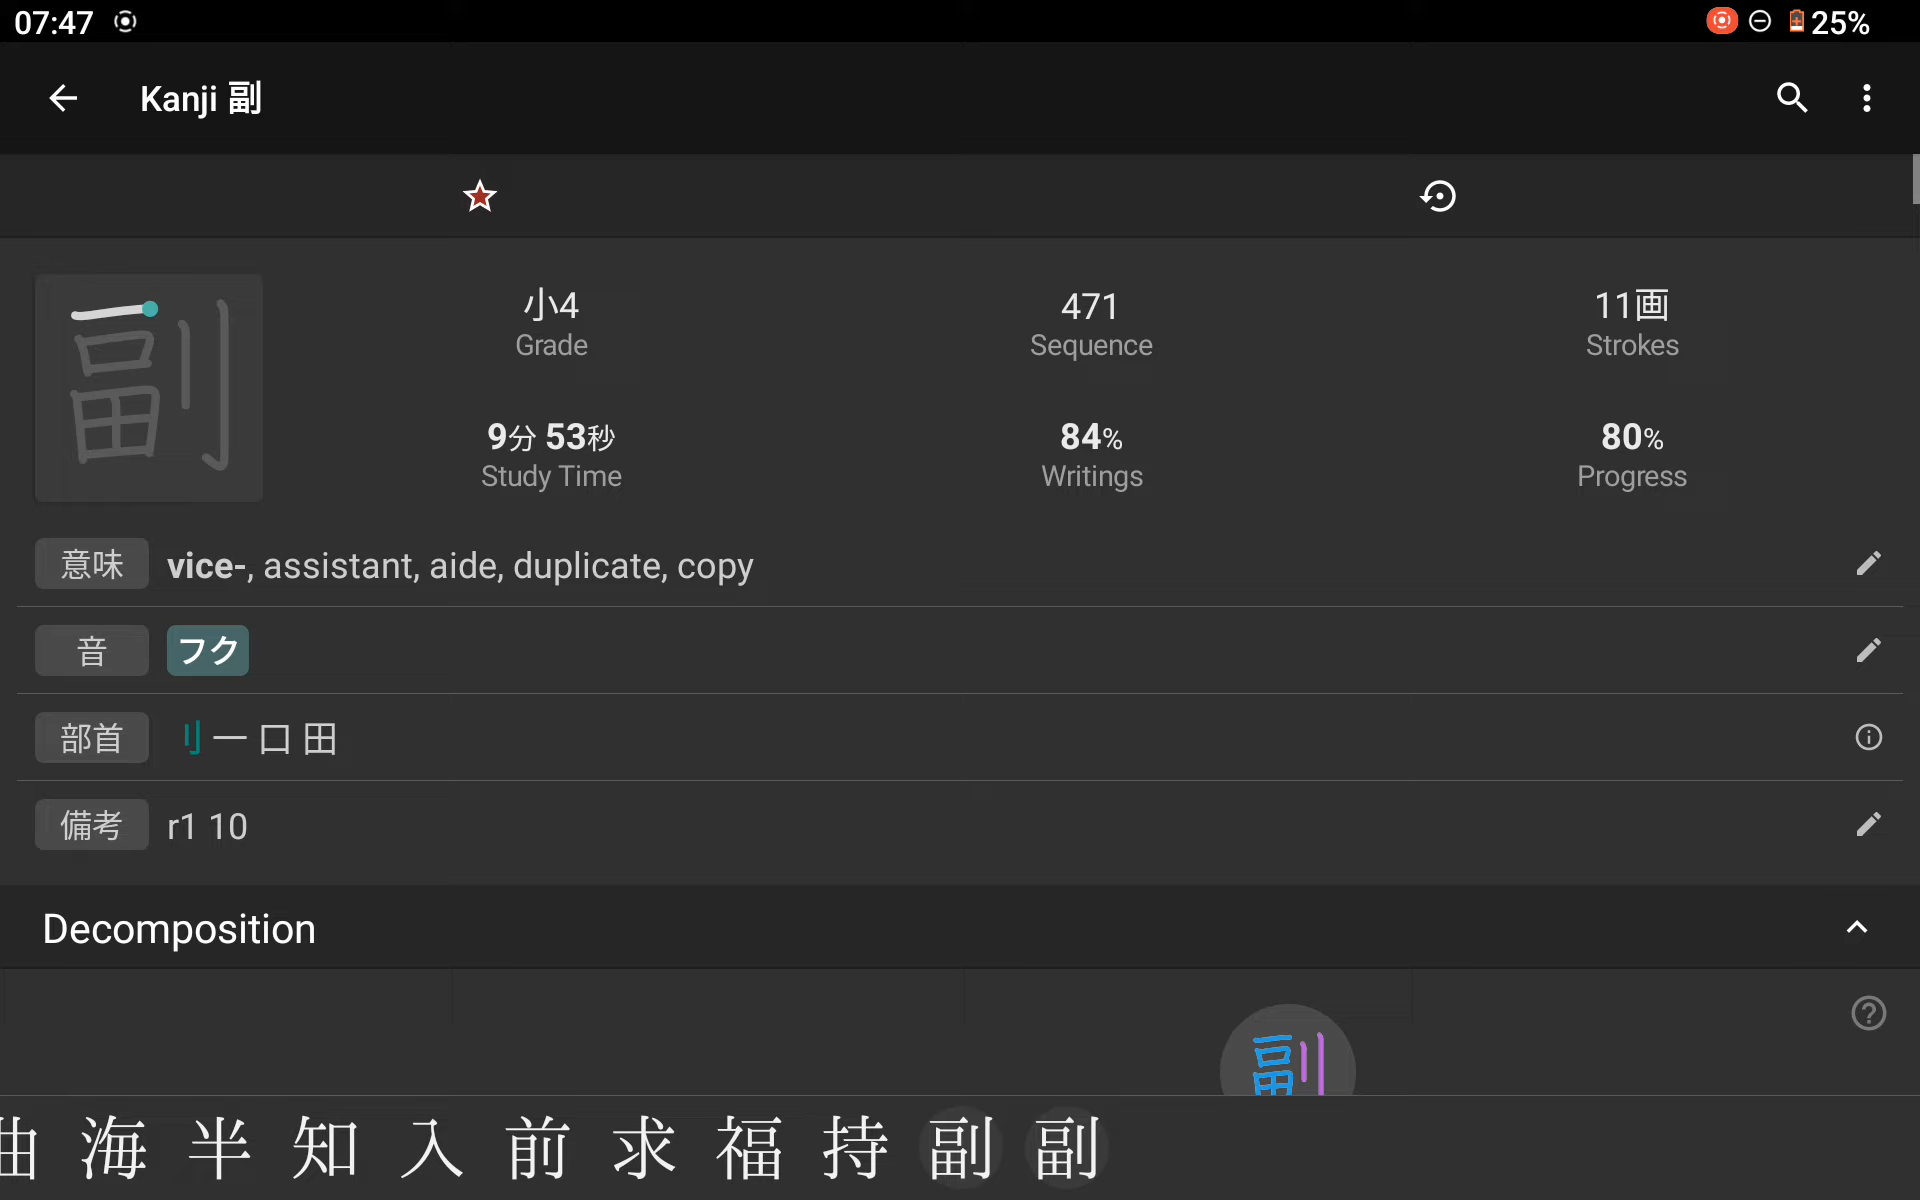 07:47
25%
Kanji 副
副
小4
Grade
471
Sequence
11画
Strokes
9分 53秒
Study Time
84%
Writings
80%
Progress
意味 vice-, assistant, aide, duplicate, copy
音 フク
部首 刂 一 口 田
備考 r1 10
Decomposition
副
曲 海 半 知 入 前 求 福 持 副 副